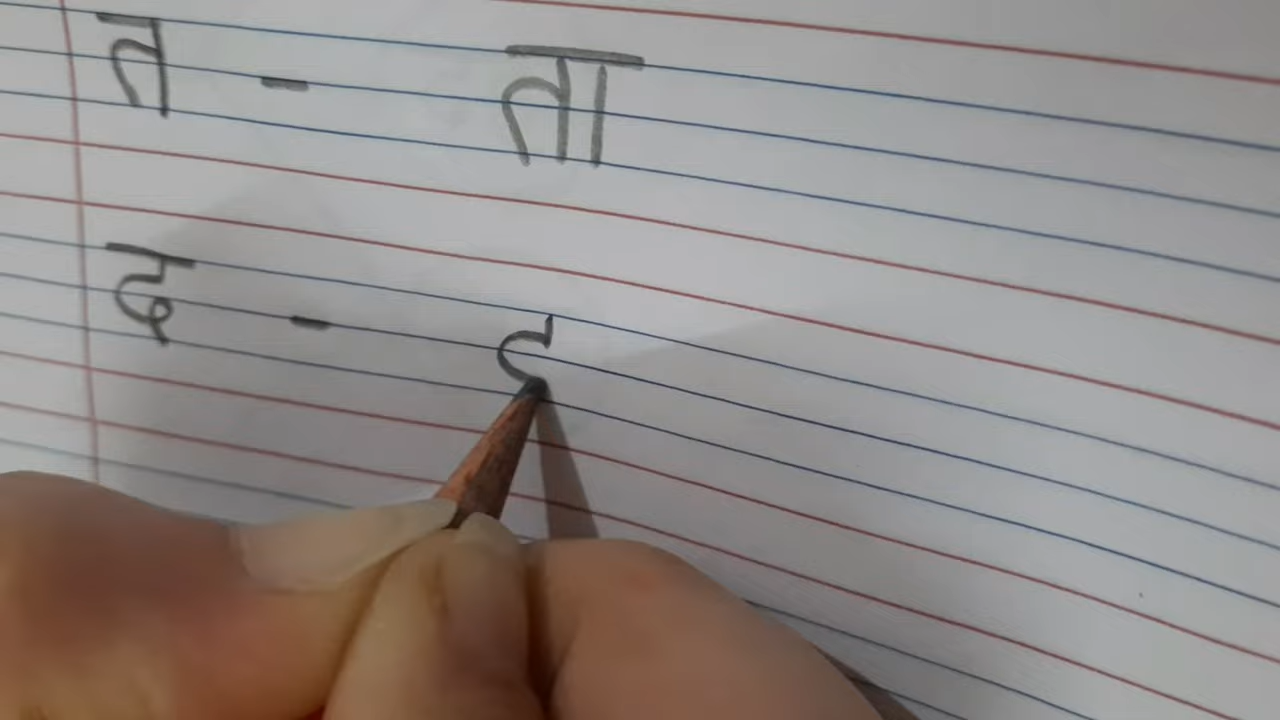 त - ता
द -